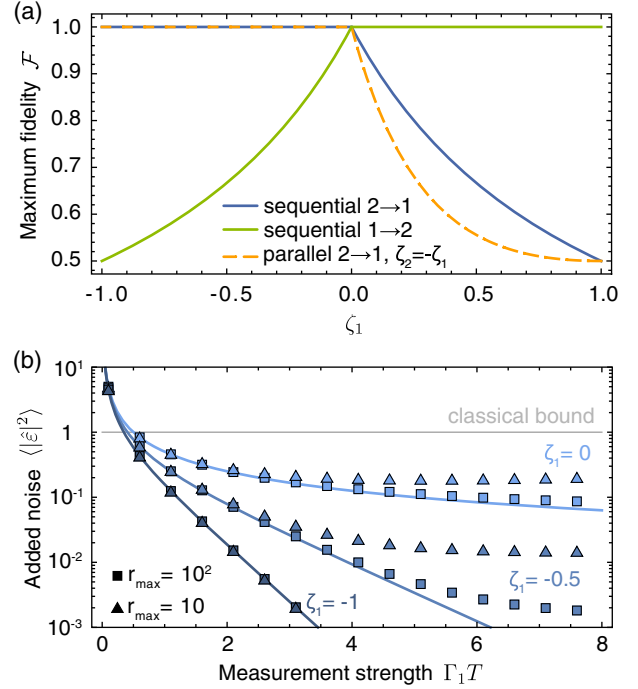 (a)
Maximum fidelity ℱ
1.0
0.9
0.8
0.7
0.6
0.5
sequential 2→1
sequential 1→2
parallel 2→1, ζ₂=-ζ₁
-1.0 -0.5 0.0 0.5 1.0
ζ₁
(b)
Added noise ⟨|ε̂|²⟩
10¹
1
10⁻¹
10⁻²
10⁻³
classical bound
ζ₁= 0
ζ₁= -0.5
ζ₁= -1
r_max = 10²
r_max = 10
0 2 4 6 8
Measurement strength Γ₁T